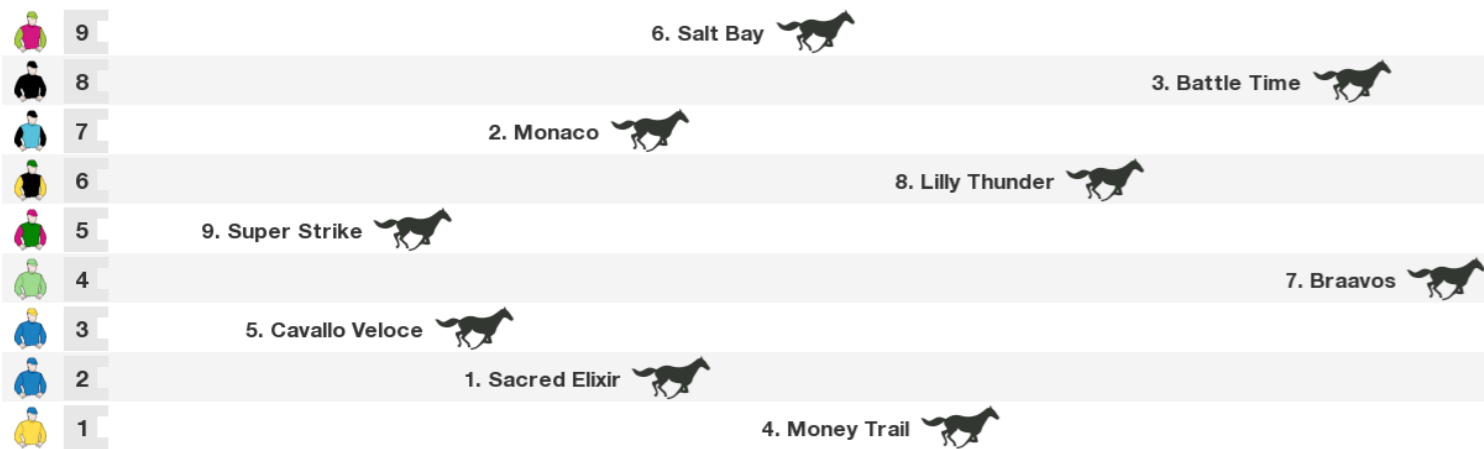 9 6. Salt Bay
8 3. Battle Time
7 2. Monaco
6 8. Lilly Thunder
5 9. Super Strike
4 7. Braavos
3 5. Cavallo Veloce
2 1. Sacred Elixir
1 4. Money Trail